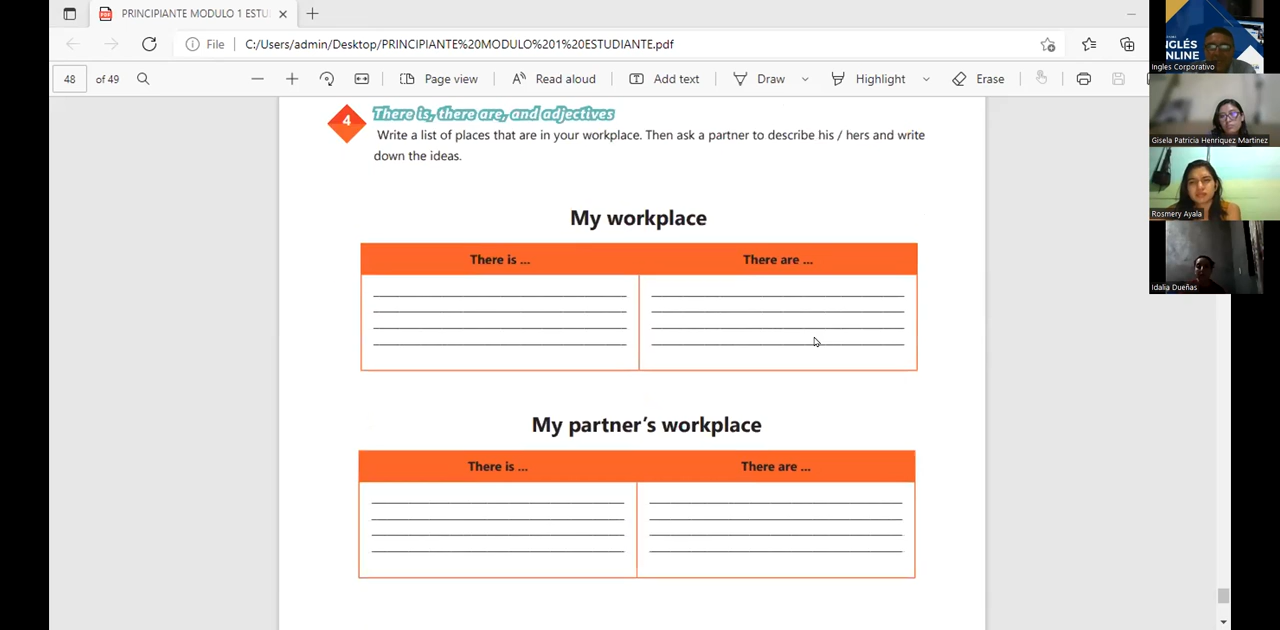 PRINCIPIANTE MODULO 1 ESTU
File C:/Users/admin/Desktop/PRINCIPIANTE%20MODULO%201%20ESTUDIANTE.pdf
48 of 49 Page view Read aloud Add text Draw Highlight Erase
4 There is, there are, and adjectives
Write a list of places that are in your workplace. Then ask a partner to describe his / hers and write
down the ideas.
My workplace
There is ... There are ...
My partner's workplace
There is ... There are ...
INGLÉS
NLINE
Ingles Corporativo
Gisela Patricia Henriquez Martinez
Rosmery Ayala
Idalia Dueñas